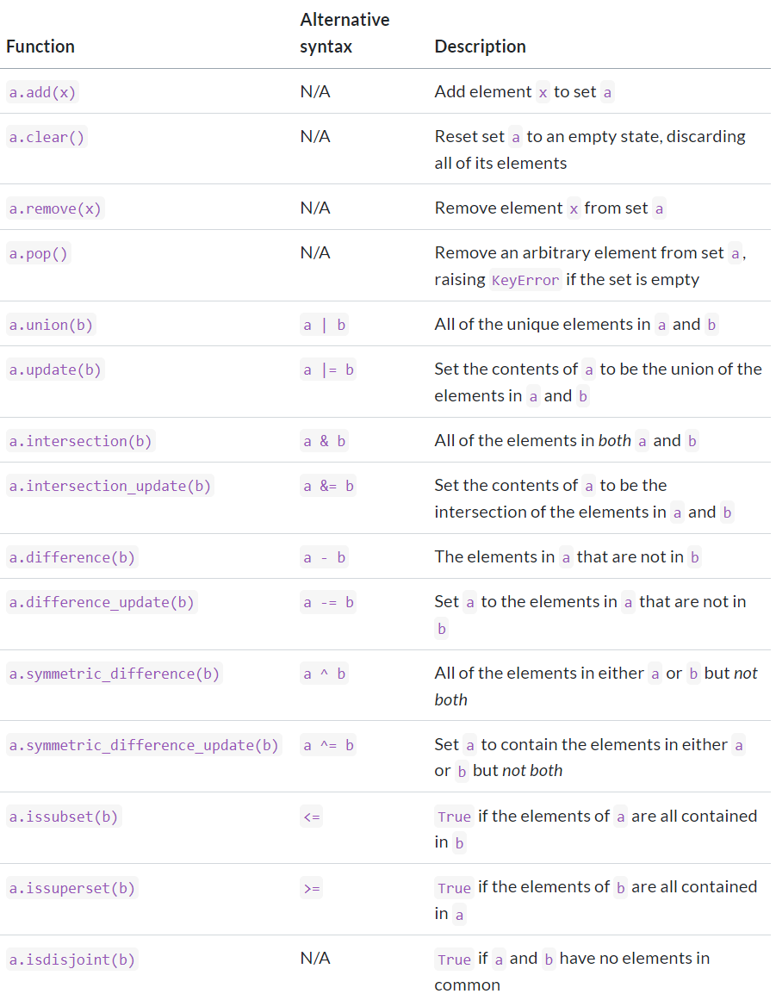 Alternative
Function syntax Description
a.add(x) N/A Add element x to set a
a.clear() N/A Reset set a to an empty state, discarding
all of its elements
a.remove(x) N/A Remove element x from set a
a.pop() N/A Remove an arbitrary element from set a,
raising KeyError if the set is empty
a.union(b) a | b All of the unique elements in a and b
a.update(b) a |= b Set the contents of a to be the union of the
elements in a and b
a.intersection(b) a & b All of the elements in both a and b
a.intersection_update(b) a &= b Set the contents of a to be the
intersection of the elements in a and b
a.difference(b) a - b The elements in a that are not in b
a.difference_update(b) a -= b Set a to the elements in a that are not in
b
a.symmetric_difference(b) a ^ b All of the elements in either a or b but not
both
a.symmetric_difference_update(b) a ^= b Set a to contain the elements in either a
or b but not both
a.issubset(b) <= True if the elements of a are all contained
in b
a.issuperset(b) >= True if the elements of b are all contained
in a
a.isdisjoint(b) N/A True if a and b have no elements in
common